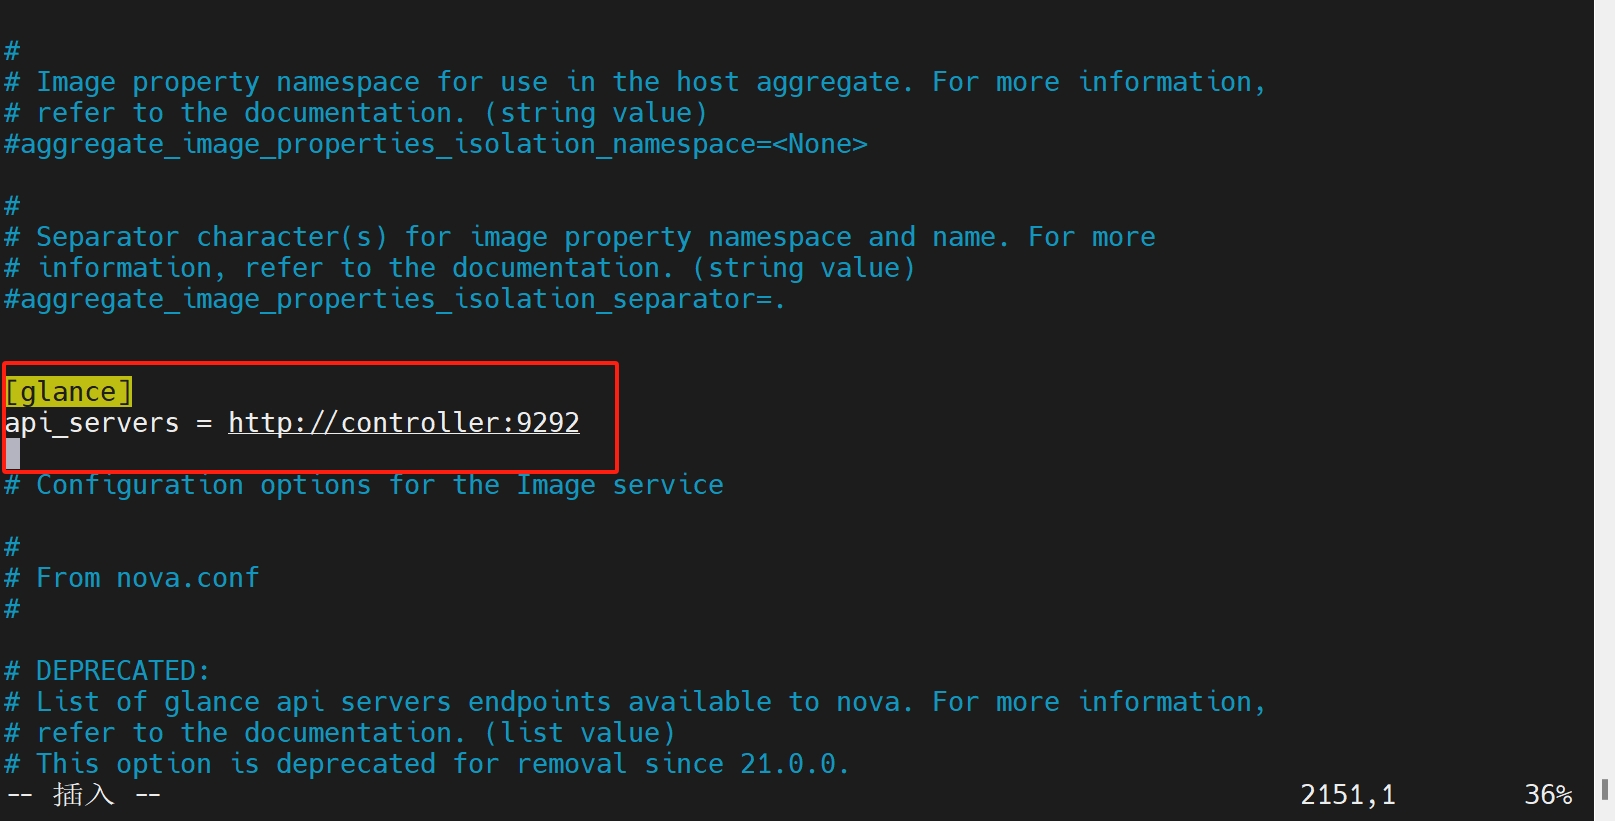 #
# Image property namespace for use in the host aggregate. For more information,
# refer to the documentation. (string value)
#aggregate_image_properties_isolation_namespace=<None>
#
# Separator character(s) for image property namespace and name. For more
# information, refer to the documentation. (string value)
#aggregate_image_properties_isolation_separator=.
[glance]
api_servers = http://controller:9292
# Configuration options for the Image service
#
# From nova.conf
#
# DEPRECATED:
# List of glance api servers endpoints available to nova. For more information,
# refer to the documentation. (list value)
# This option is deprecated for removal since 21.0.0.
-- 插入 -- 2151,1 36%